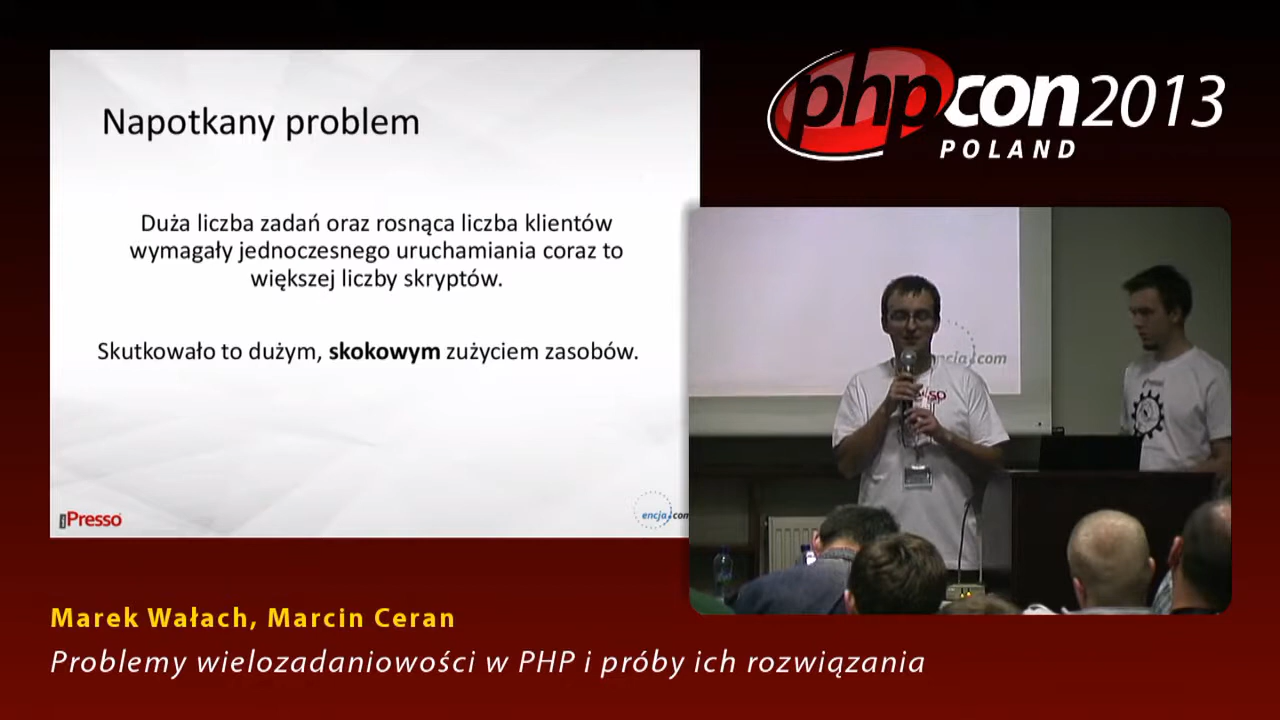 phpcon2013
POLAND
Napotkany problem
Duża liczba zadań oraz rosnąca liczba klientów
wymagały jednoczesnego uruchamiania coraz to
większej liczby skryptów.
Skutkowało to dużym, skokowym zużyciem zasobów.
iPresso
encja.com
encja.com
Marek Wałach, Marcin Ceran
Problemy wielozadaniowości w PHP i próby ich rozwiązania